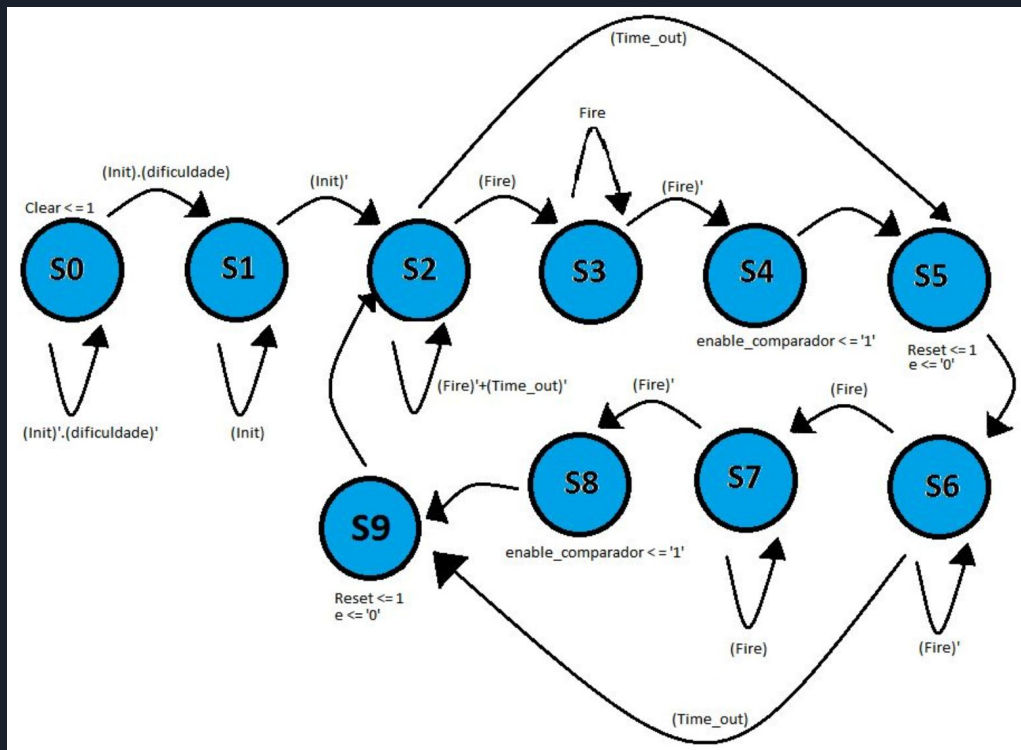 (Time_out)
Fire
(Init).(dificuldade)
(Init)'
(Fire)
(Fire)'
Clear <= 1
S0
S1
S2
S3
S4
S5
enable_comparador <= '1'
Reset <= 1
e <= '0'
(Init)'.(dificuldade)'
(Init)
(Fire)'+(Time_out)'
(Fire)'
(Fire)
S9
S8
S7
S6
enable_comparador <= '1'
Reset <= 1
e <= '0'
(Fire)
(Fire)'
(Time_out)